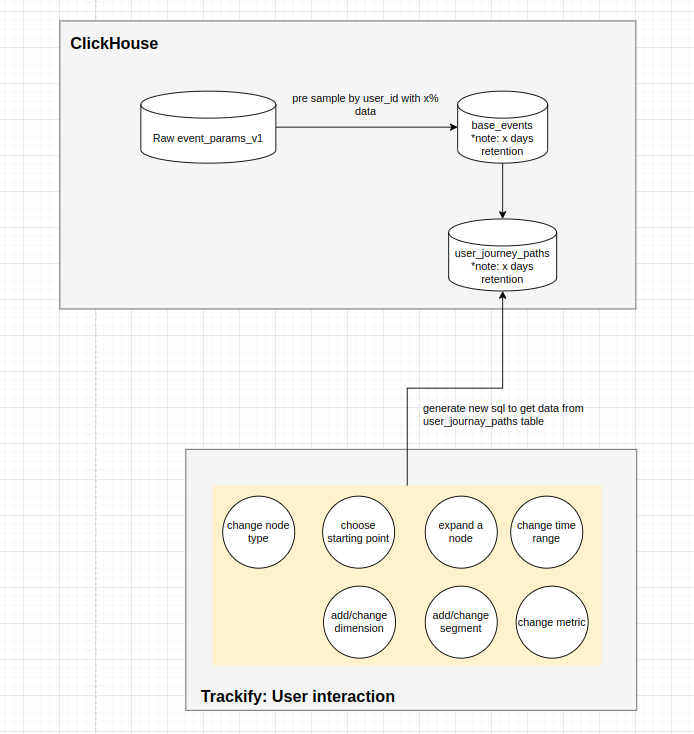 ClickHouse
pre sample by user_id with x%
data
Raw event_params_v1
base_events
*note: x days
retention
user_journey_paths
*note: x days
retention
generate new sql to get data from
user_journay_paths table
change node
type
choose
starting point
expand a
node
change time
range
add/change
dimension
add/change
segment
change metric
Trackify: User interaction